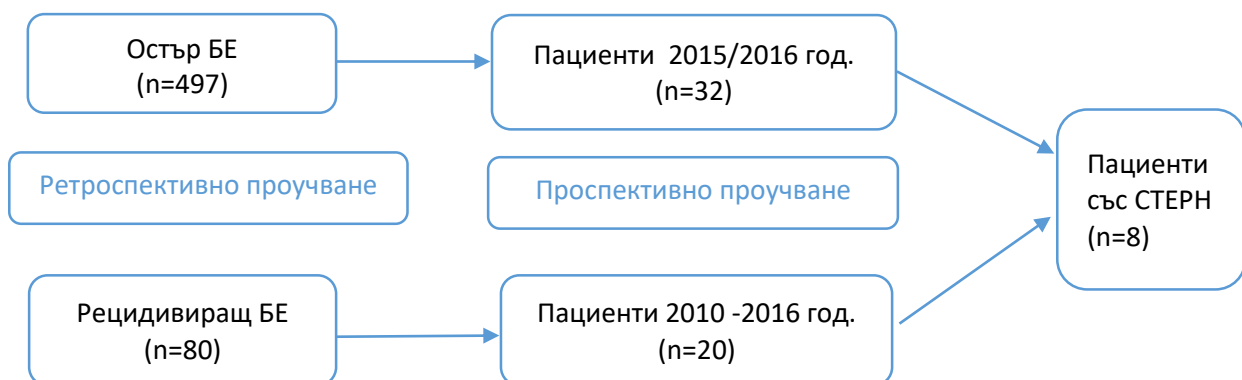 Остър БЕ
(n=497)
Пациенти 2015/2016 год.
(n=32)
Ретроспективно проучване
Проспективно проучване
Пациенти
със СТЕРН
(n=8)
Рецидивиращ БЕ
(n=80)
Пациенти 2010 -2016 год.
(n=20)